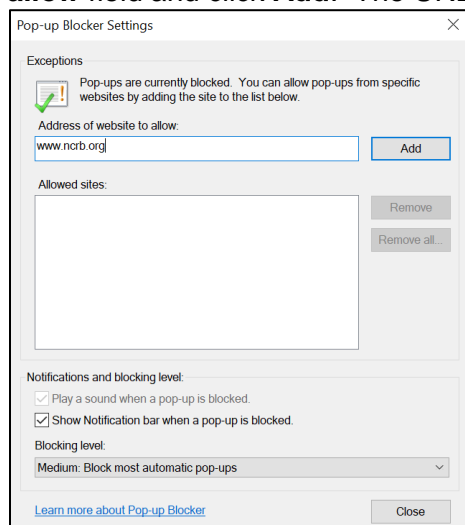 Pop-up Blocker Settings
Exceptions
Pop-ups are currently blocked. You can allow pop-ups from specific
websites by adding the site to the list below.
Address of website to allow:
www.ncrb.org
Add
Allowed sites:
Remove
Remove all...
Notifications and blocking level:
Play a sound when a pop-up is blocked.
Show Notification bar when a pop-up is blocked.
Blocking level:
Medium: Block most automatic pop-ups
Learn more about Pop-up Blocker
Close